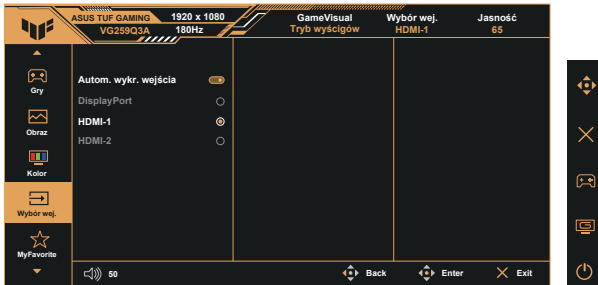 ASUS TUF GAMING 1920 x 1080 GameVisual Wybór wej. Jasność
VG259Q3A 180Hz Tryb wyścigów HDMI-1 65
Gry
Autom. wykr. wejścia
DisplayPort
HDMI-1
HDMI-2
Obraz
Kolor
Wybór wej.
MyFavorite
50 Back Enter Exit